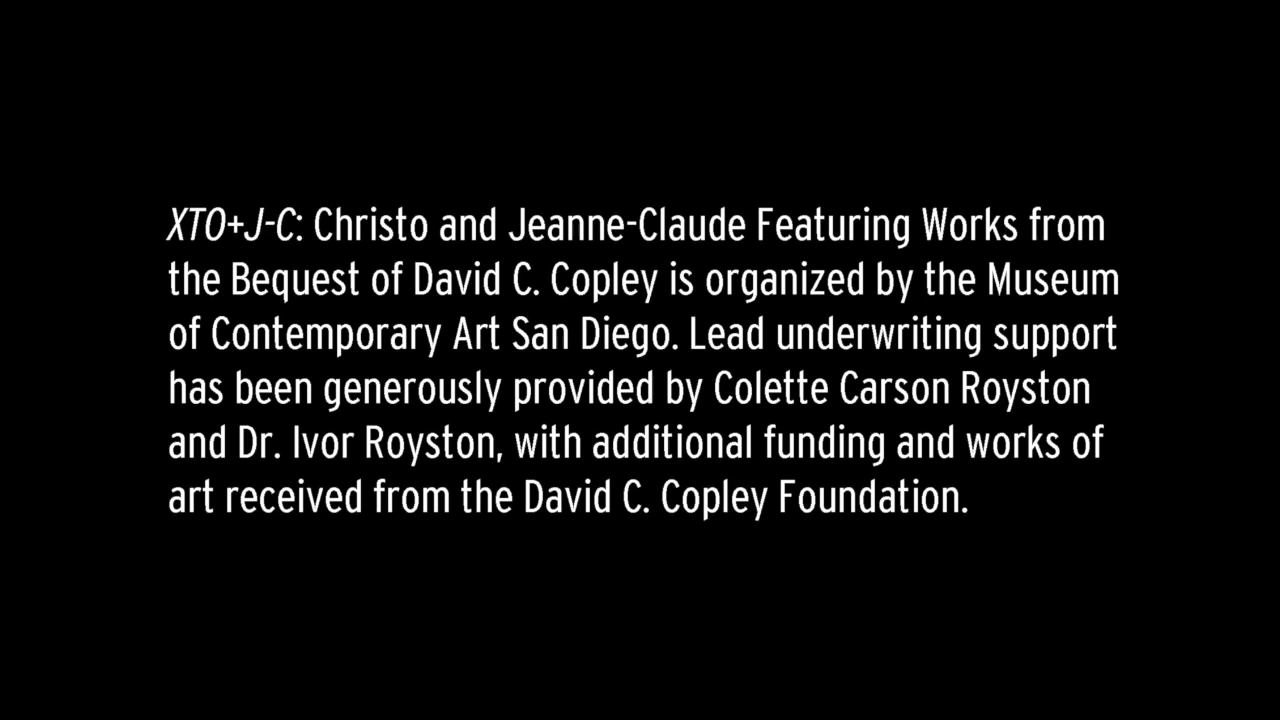 XTO+J-C: Christo and Jeanne-Claude Featuring Works from
the Bequest of David C. Copley is organized by the Museum
of Contemporary Art San Diego. Lead underwriting support
has been generously provided by Colette Carson Royston
and Dr. Ivor Royston, with additional funding and works of
art received from the David C. Copley Foundation.